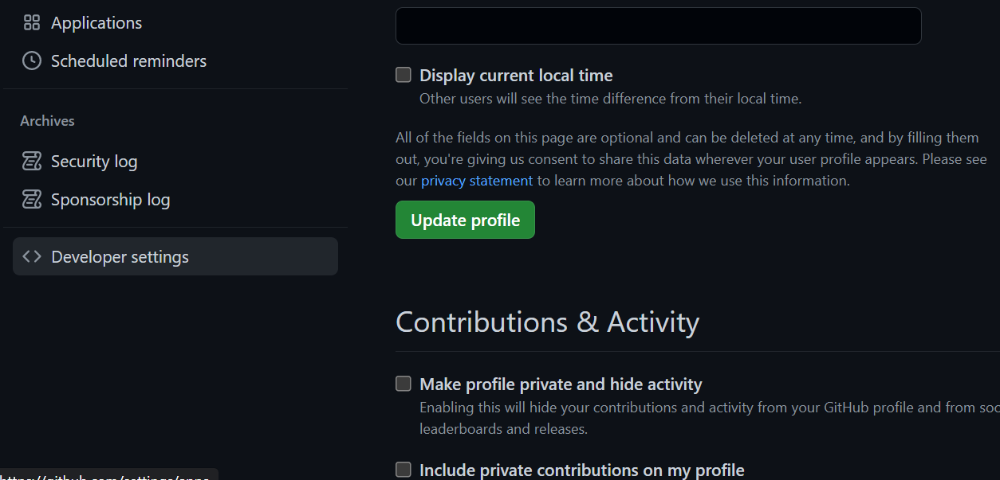 Applications
Scheduled reminders
Archives
Security log
Sponsorship log
Developer settings
Display current local time
Other users will see the time difference from their local time.
All of the fields on this page are optional and can be deleted at any time, and by filling them
out, you're giving us consent to share this data wherever your user profile appears. Please see
our privacy statement to learn more about how we use this information.
Update profile
Contributions & Activity
Make profile private and hide activity
Enabling this will hide your contributions and activity from your GitHub profile and from soc
leaderboards and releases.
Include private contributions on my profile
https://github.com/settings/apps